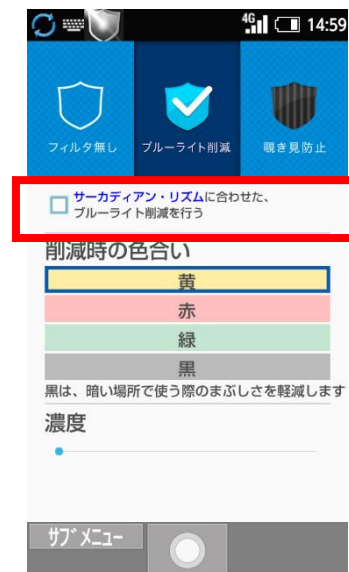 4G 14:59
フィルタ無し ブルーライト削減 覗き見防止
サーカディアン・リズムに合わせた、
ブルーライト削減を行う
削減時の色合い
黄
赤
緑
黒
黒は、暗い場所で使う際のまぶしさを軽減します
濃度
ｻﾌﾞﾒﾆｭｰ